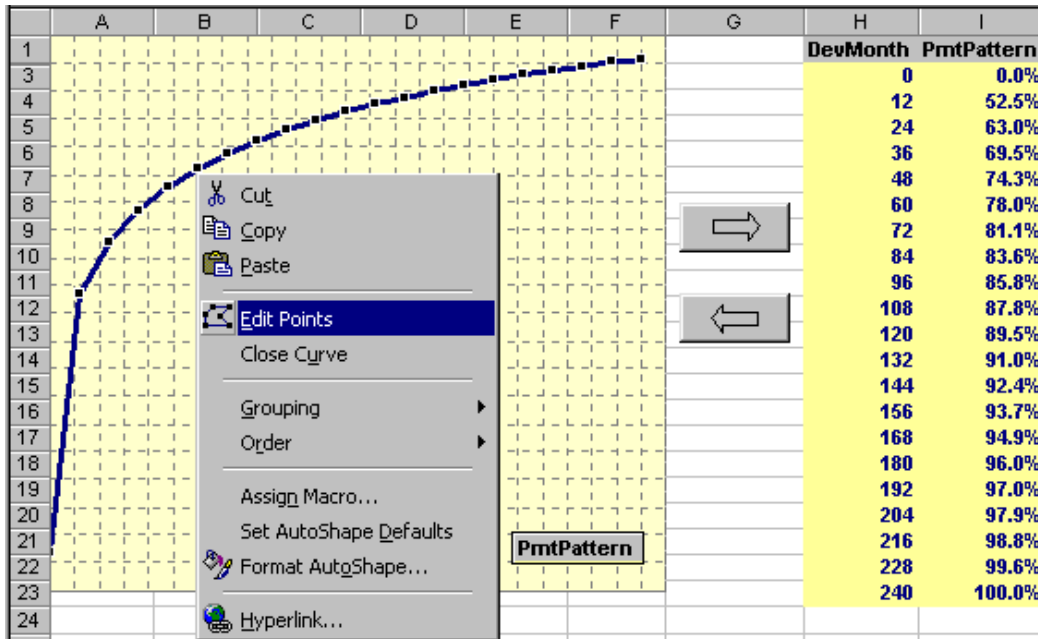 A B C D E F G H I
1 DevMonth PmtPattern
3 0 0.0%
4 12 52.5%
5 24 63.0%
6 36 69.5%
7 48 74.3%
8 60 78.0%
9 72 81.1%
10 84 83.6%
11 96 85.8%
12 108 87.8%
13 120 89.5%
14 132 91.0%
15 144 92.4%
16 156 93.7%
17 168 94.9%
18 180 96.0%
19 192 97.0%
20 204 97.9%
21 216 98.8%
22 228 99.6%
23 240 100.0%
24
Cut
Copy
Paste
Edit Points
Close Curve
Grouping
Order
Assign Macro...
Set AutoShape Defaults
Format AutoShape...
Hyperlink...
PmtPattern